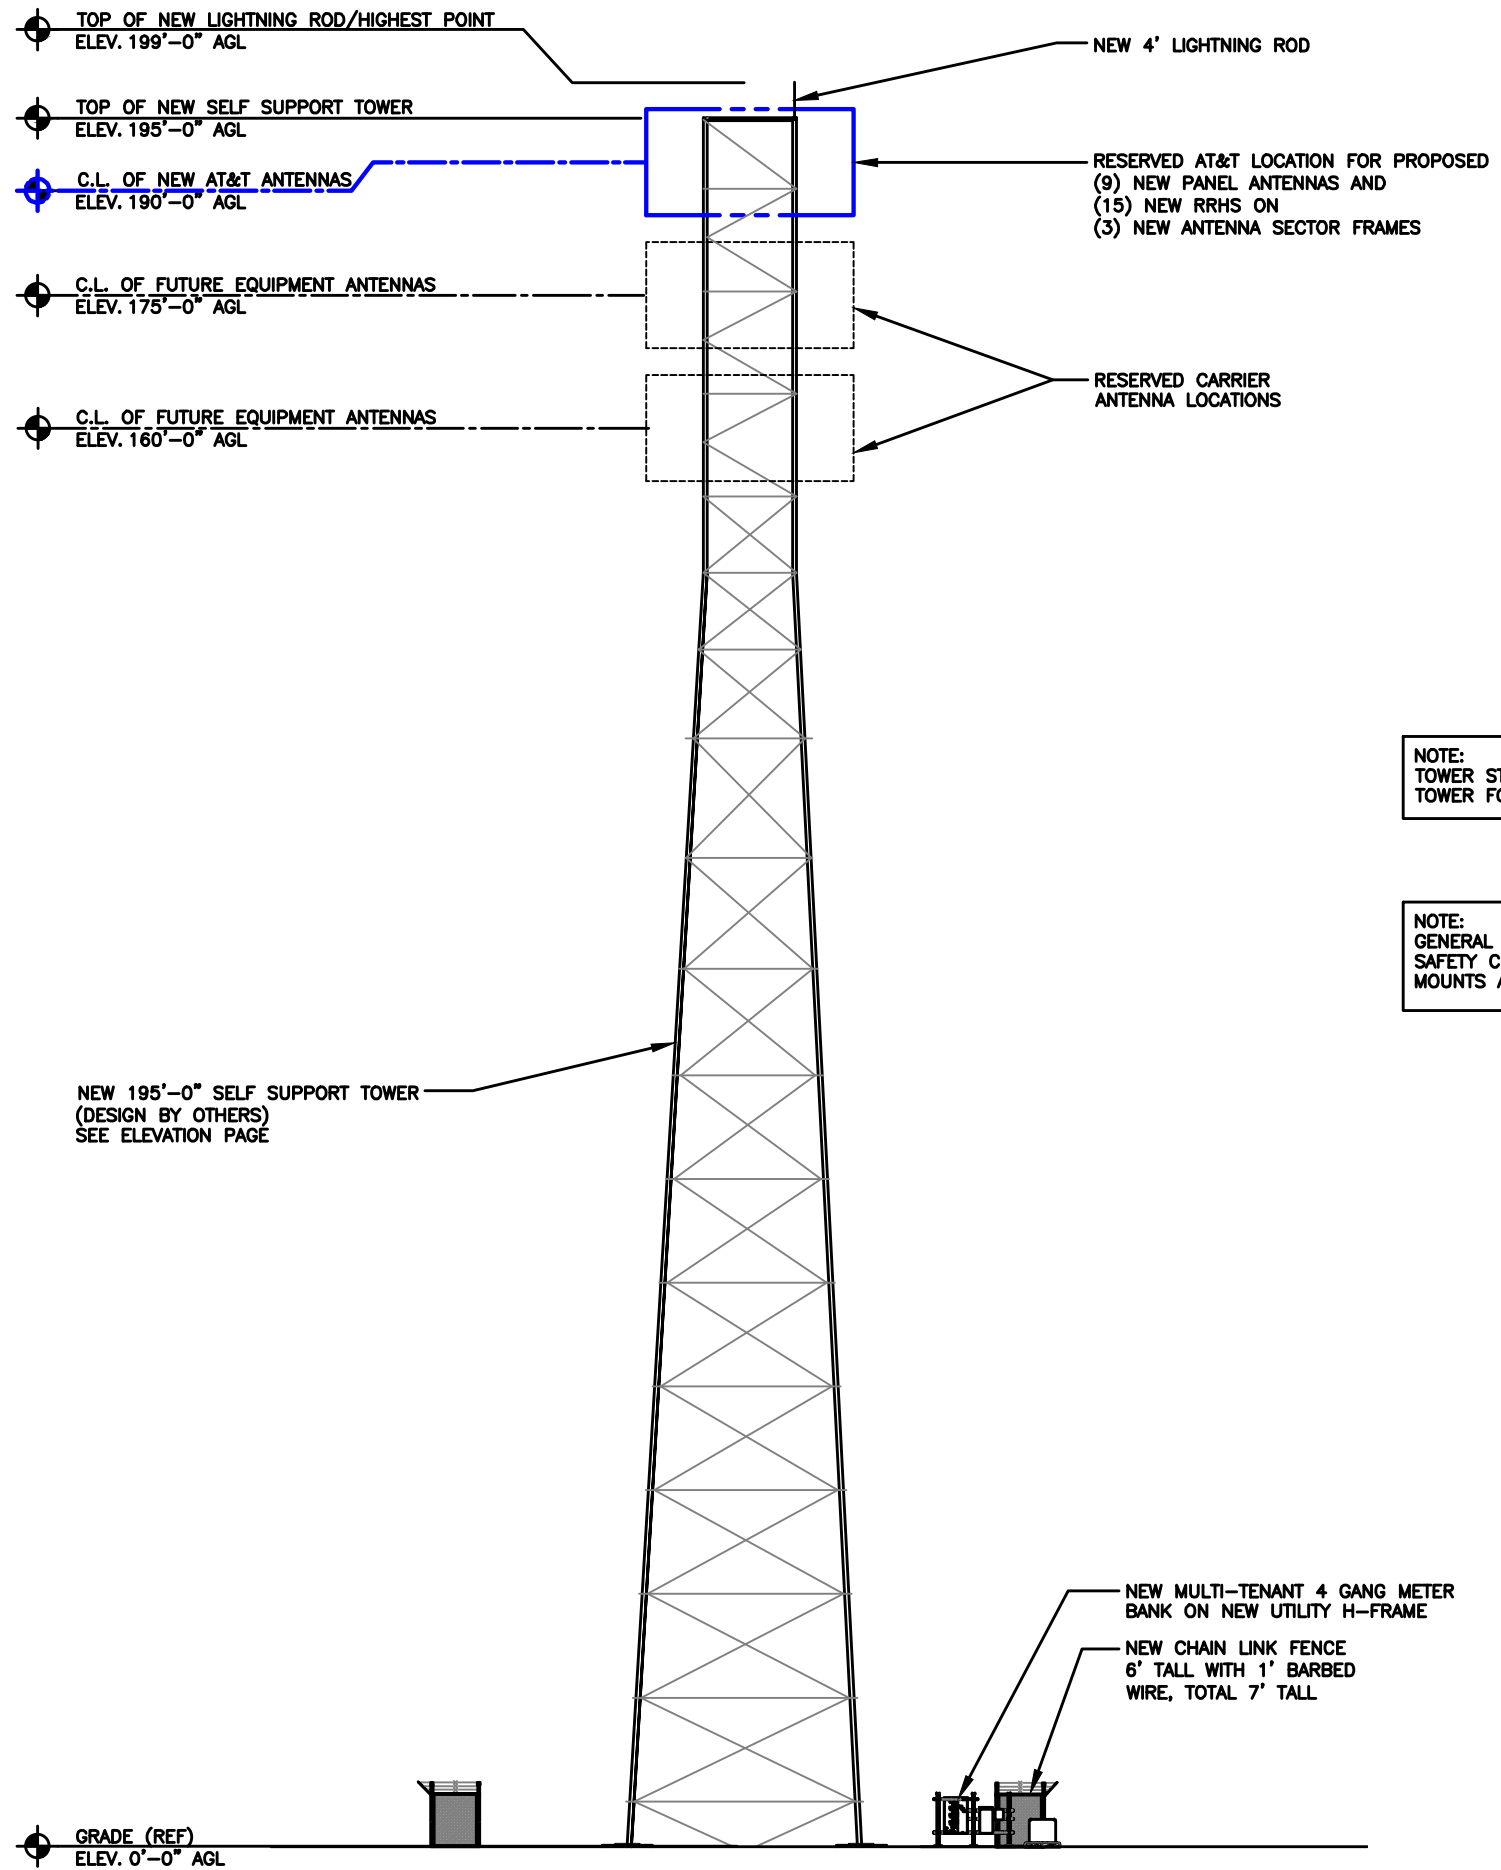 TOP OF NEW LIGHTNING ROD/HIGHEST POINT
ELEV. 199'-0" AGL
NEW 4' LIGHTNING ROD
TOP OF NEW SELF SUPPORT TOWER
ELEV. 195'-0" AGL
C.L. OF NEW AT&T ANTENNAS
ELEV. 190'-0" AGL
RESERVED AT&T LOCATION FOR PROPOSED
(9) NEW PANEL ANTENNAS AND
(15) NEW RRHS ON
(3) NEW ANTENNA SECTOR FRAMES
C.L. OF FUTURE EQUIPMENT ANTENNAS
ELEV. 175'-0" AGL
RESERVED CARRIER
ANTENNA LOCATIONS
C.L. OF FUTURE EQUIPMENT ANTENNAS
ELEV. 160'-0" AGL
NOTE:
TOWER
TOWER
NOTE:
GENERAL
SAFETY
MOUNTS
NEW 195'-0" SELF SUPPORT TOWER
(DESIGN BY OTHERS)
SEE ELEVATION PAGE
NEW MULTI-TENANT 4 GANG METER
BANK ON NEW UTILITY H-FRAME
NEW CHAIN LINK FENCE
6' TALL WITH 1' BARBED
WIRE, TOTAL 7' TALL
GRADE (REF)
ELEV. 0'-0" AGL